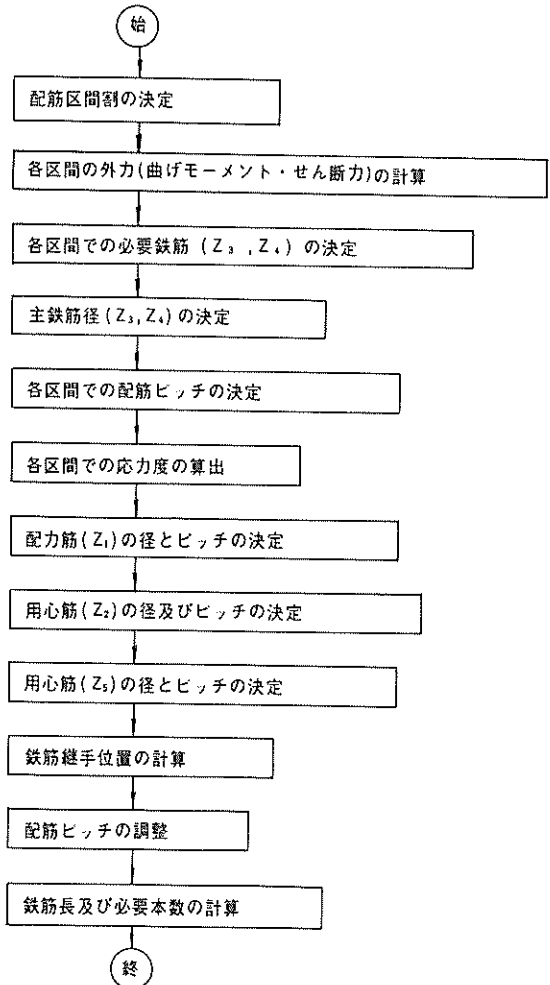 始
配筋区間割の決定
各区間の外力(曲げモーメント・せん断力)の計算
各区間での必要鉄筋(Z₃,Z₄)の決定
主鉄筋径(Z₃,Z₄)の決定
各区間での配筋ピッチの決定
各区間での応力度の算出
配力筋(Z₁)の径とピッチの決定
用心筋(Z₂)の径及びピッチの決定
用心筋(Z₅)の径とピッチの決定
鉄筋継手位置の計算
配筋ピッチの調整
鉄筋長及び必要本数の計算
終